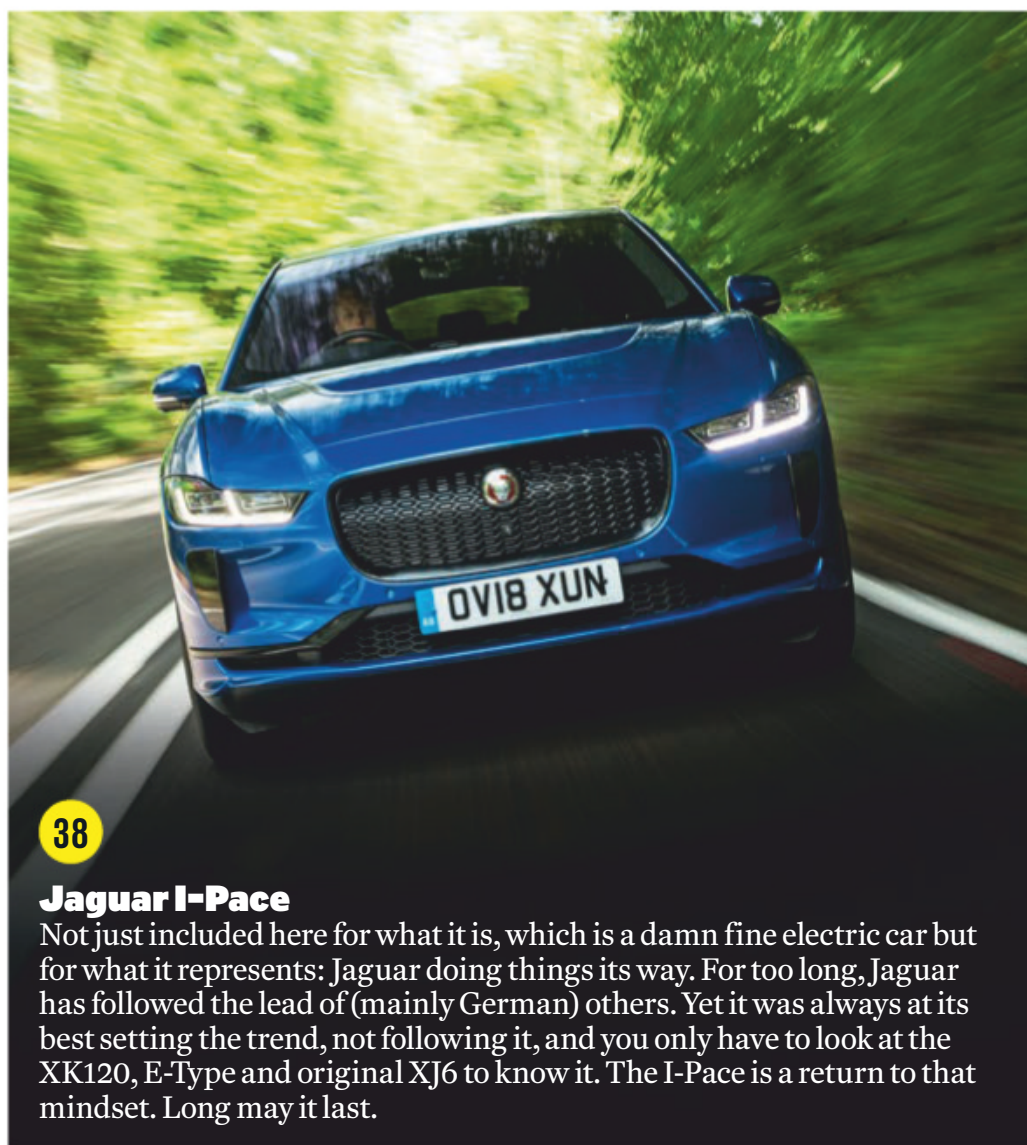 OV18 XUN
38
Jaguar I-Pace
Not just included here for what it is, which is a damn fine electric car but
for what it represents: Jaguar doing things its way. For too long, Jaguar
has followed the lead of (mainly German) others. Yet it was always at its
best setting the trend, not following it, and you only have to look at the
XK120, E-Type and original XJ6 to know it. The I-Pace is a return to that
mindset. Long may it last.